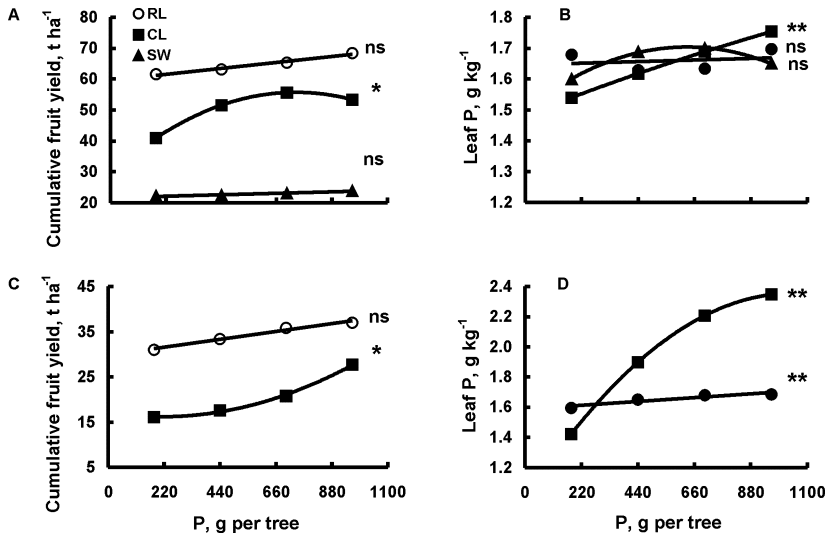 A
RL
CL
SW
80
70
60
50
40
30
20
Cumulative fruit yield, t ha-1
ns
*
ns
B
1.8
1.7
1.6
1.5
1.4
1.3
1.2
Leaf P, g kg-1
**
ns
ns
C
45
35
25
15
5
Cumulative fruit yield, t ha-1
ns
*
0 220 440 660 880 1100
P, g per tree
D
2.4
2.2
2.0
1.8
1.6
1.4
1.2
Leaf P, g kg-1
**
**
0 220 440 660 880 1100
P, g per tree